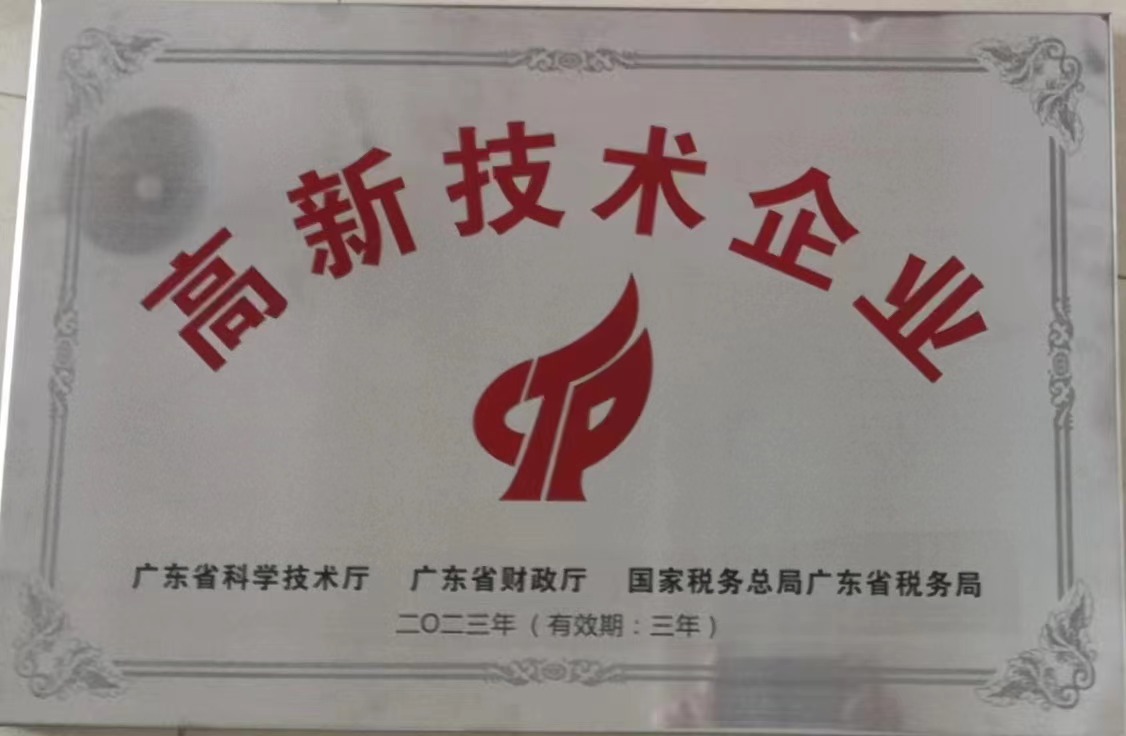 高新技术企业
广东省科学技术厅 广东省财政厅 国家税务总局广东省税务局
二〇二三年（有效期：三年）